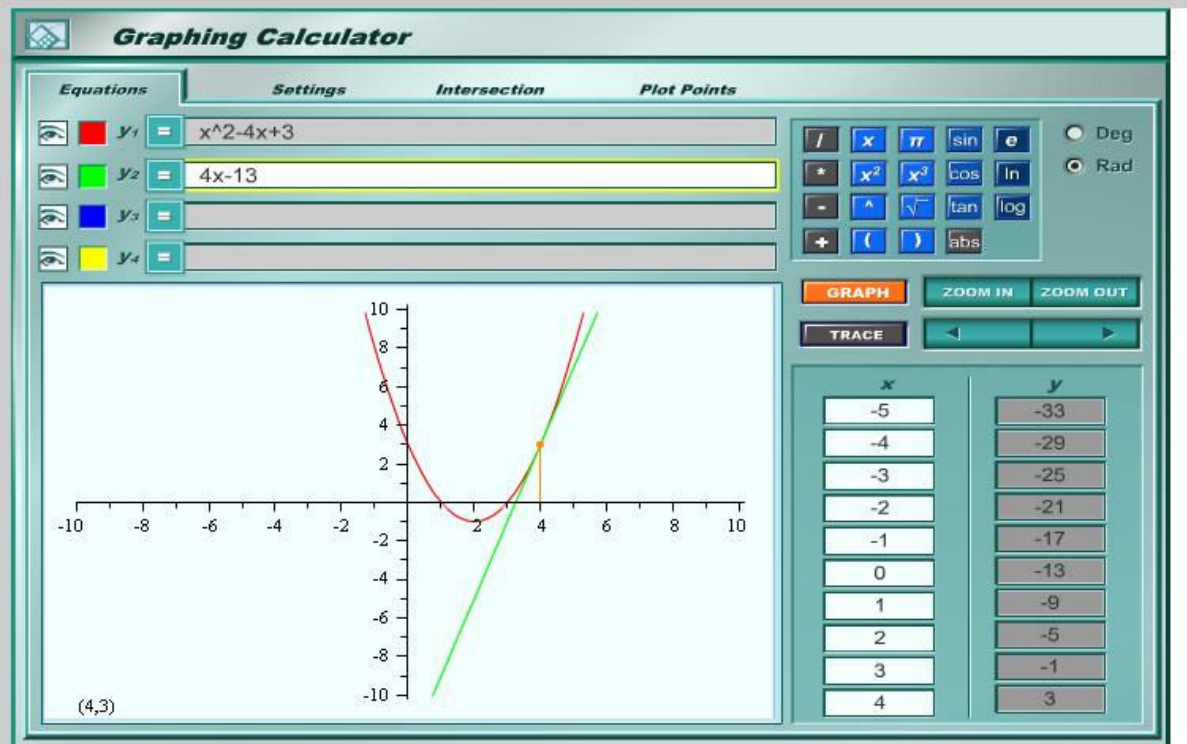 Graphing Calculator
Equations Settings Intersection Plot Points
y1 = x^2-4x+3
y2 = 4x-13
y3 =
y4 =
/ x π sin e
* x² x³ cos ln
- ^ √ tan log
+ ( ) abs
Deg
Rad
GRAPH ZOOM IN ZOOM OUT
TRACE
x y
-5 -33
-4 -29
-3 -25
-2 -21
-1 -17
0 -13
1 -9
2 -5
3 -1
4 3
10
8
6
4
2
-10 -8 -6 -4 -2 2 4 6 8 10
-2
-4
-6
-8
-10
(4,3)